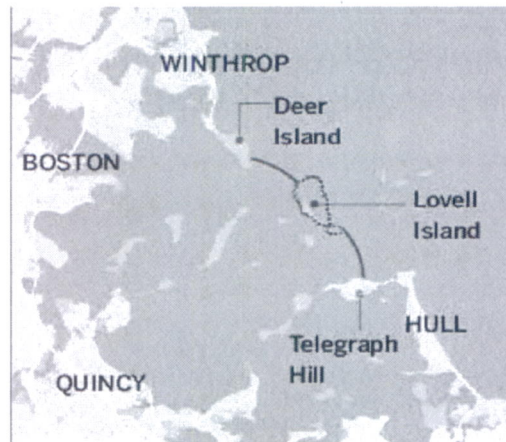 WINTHROP
Deer
Island
BOSTON
Lovell
Island
HULL
Telegraph
Hill
QUINCY